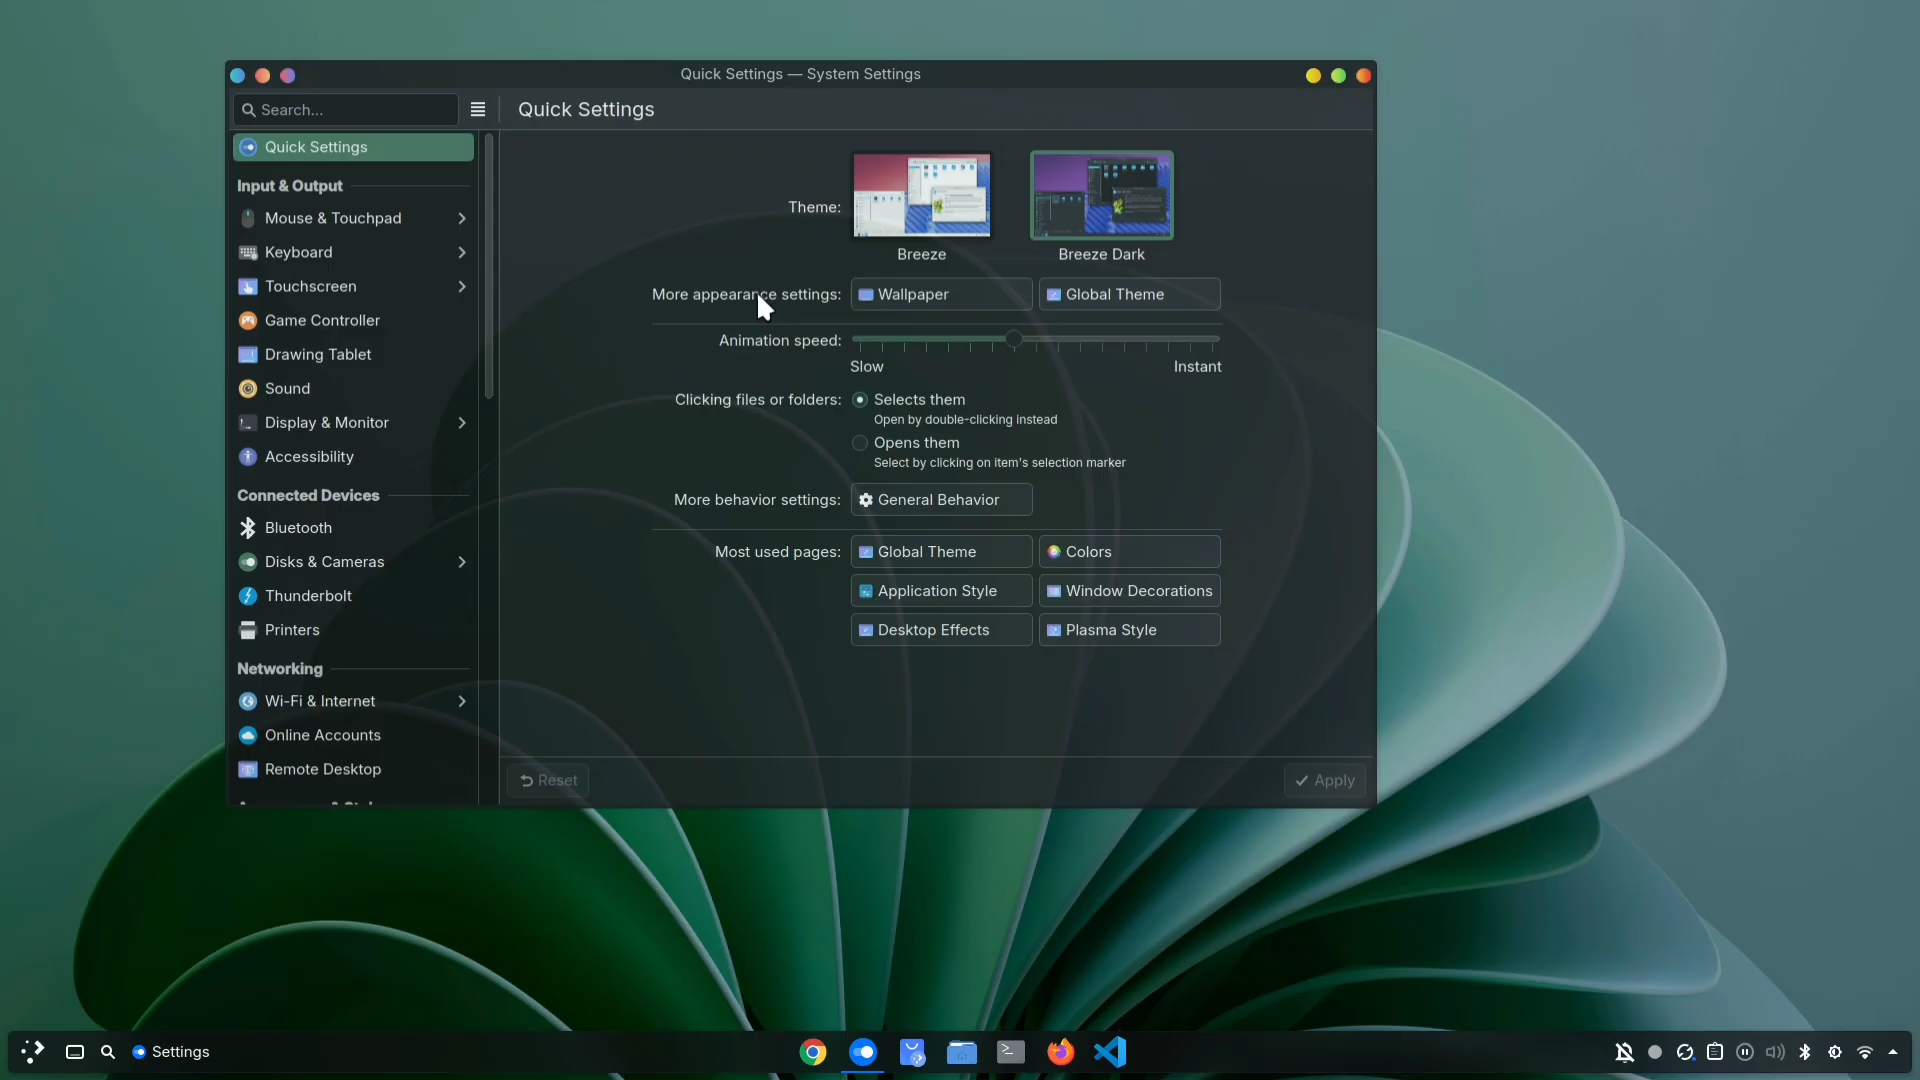 Quick Settings — System Settings
Search...
Quick Settings
Quick Settings
Input & Output
Mouse & Touchpad
Keyboard
Touchscreen
Game Controller
Drawing Tablet
Sound
Display & Monitor
Accessibility
Connected Devices
Bluetooth
Disks & Cameras
Thunderbolt
Printers
Networking
Wi-Fi & Internet
Online Accounts
Remote Desktop
Theme:
Breeze
Breeze Dark
More appearance settings:
Wallpaper
Global Theme
Animation speed:
Slow
Instant
Clicking files or folders:
Selects them
Open by double-clicking instead
Opens them
Select by clicking on item's selection marker
More behavior settings:
General Behavior
Most used pages:
Global Theme
Colors
Application Style
Window Decorations
Desktop Effects
Plasma Style
Reset
Apply
Settings